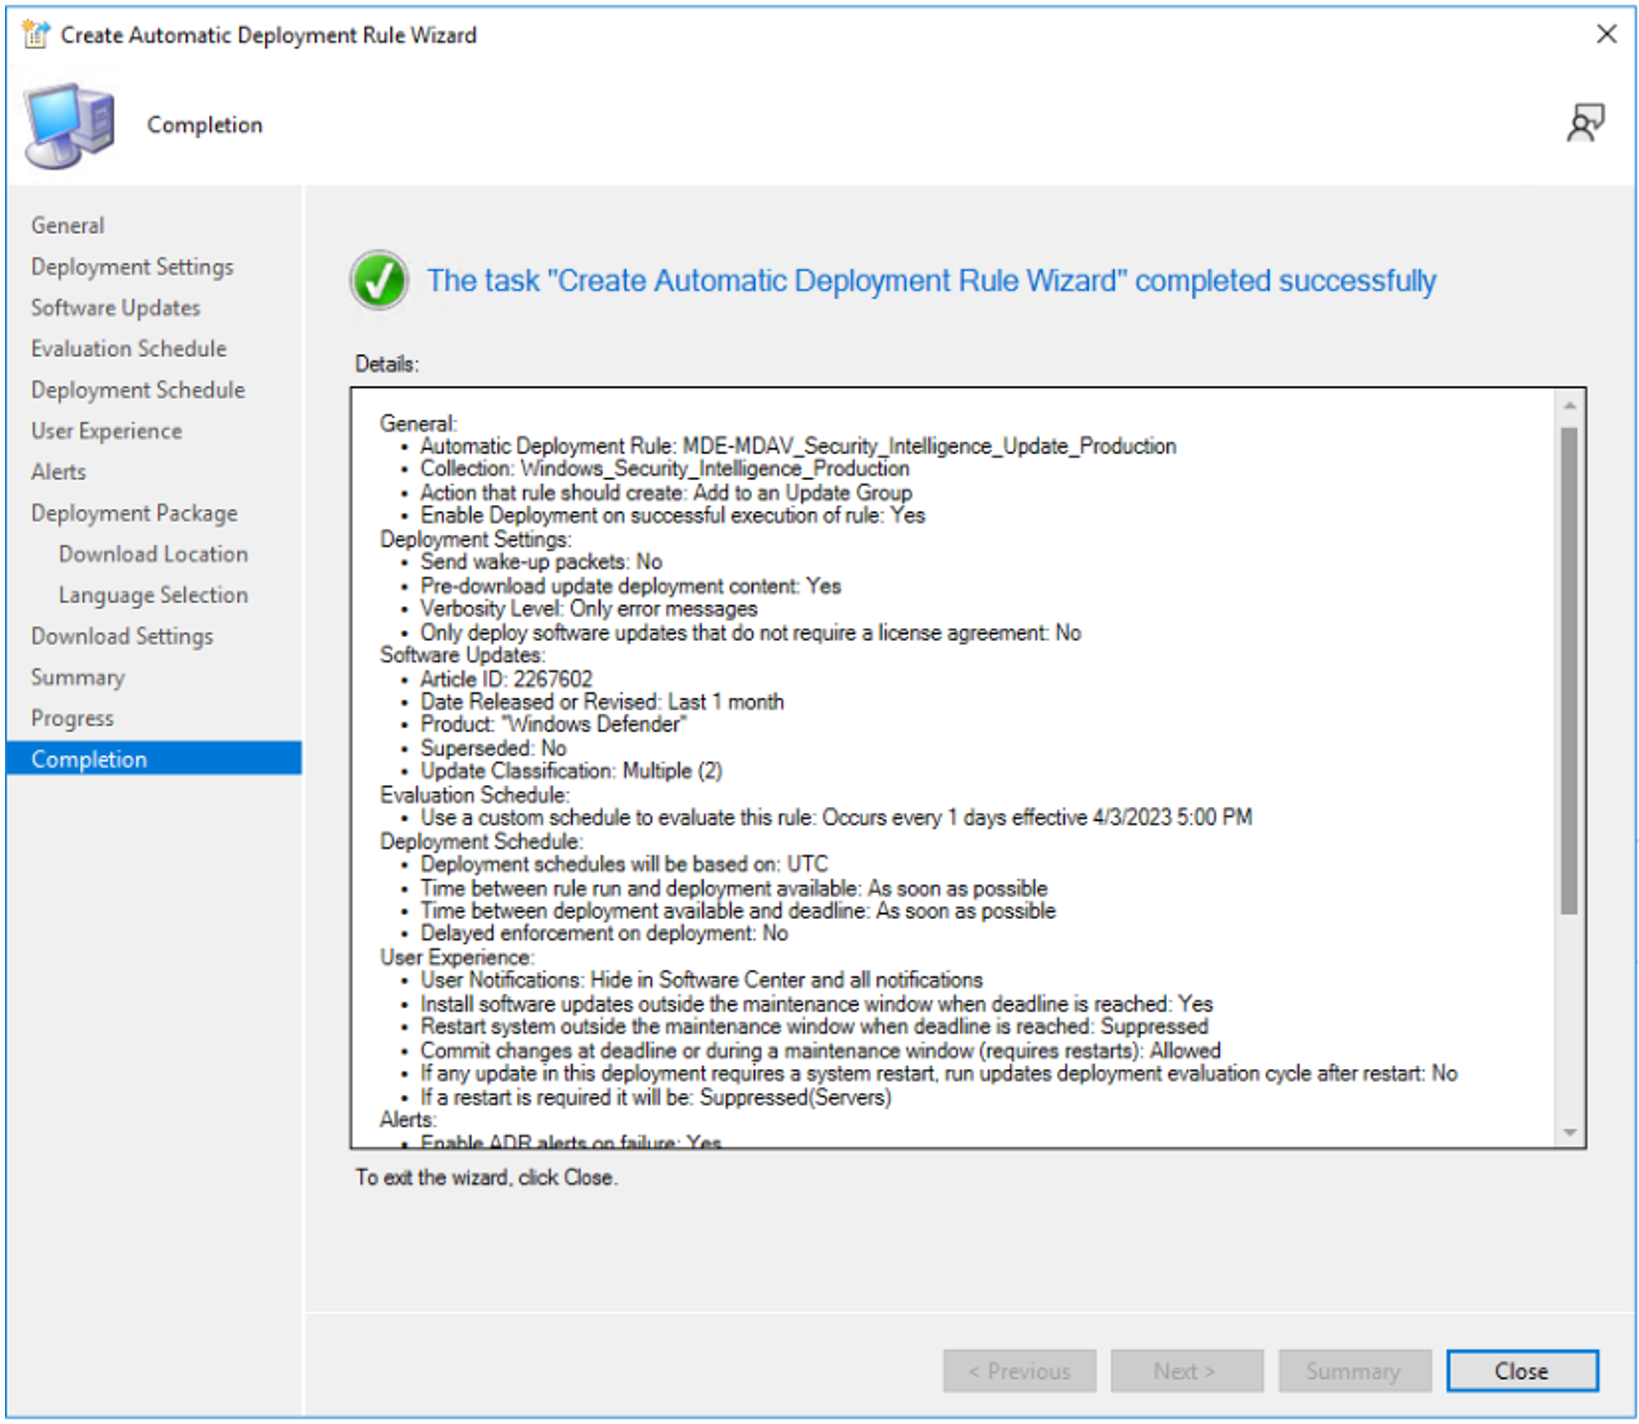 Create Automatic Deployment Rule Wizard
Completion
General
Deployment Settings
Software Updates
Evaluation Schedule
Deployment Schedule
User Experience
Alerts
Deployment Package
Download Location
Language Selection
Download Settings
Summary
Progress
Completion
The task "Create Automatic Deployment Rule Wizard" completed successfully
Details:
General:
• Automatic Deployment Rule: MDE-MDAV_Security_Intelligence_Update_Production
• Collection: Windows_Security_Intelligence_Production
• Action that rule should create: Add to an Update Group
• Enable Deployment on successful execution of rule: Yes
Deployment Settings:
• Send wake-up packets: No
• Pre-download update deployment content: Yes
• Verbosity Level: Only error messages
• Only deploy software updates that do not require a license agreement: No
Software Updates:
• Article ID: 2267602
• Date Released or Revised: Last 1 month
• Product: "Windows Defender"
• Superseded: No
• Update Classification: Multiple (2)
Evaluation Schedule:
• Use a custom schedule to evaluate this rule: Occurs every 1 days effective 4/3/2023 5:00 PM
Deployment Schedule:
• Deployment schedules will be based on: UTC
• Time between rule run and deployment available: As soon as possible
• Time between deployment available and deadline: As soon as possible
• Delayed enforcement on deployment: No
User Experience:
• User Notifications: Hide in Software Center and all notifications
• Install software updates outside the maintenance window when deadline is reached: Yes
• Restart system outside the maintenance window when deadline is reached: Suppressed
• Commit changes at deadline or during a maintenance window (requires restarts): Allowed
• If any update in this deployment requires a system restart, run updates deployment evaluation cycle after restart: No
• If a restart is required it will be: Suppressed(Servers)
Alerts:
• Enable ADR alerts on failure: Yes
To exit the wizard, click Close.
< Previous
Next >
Summary
Close